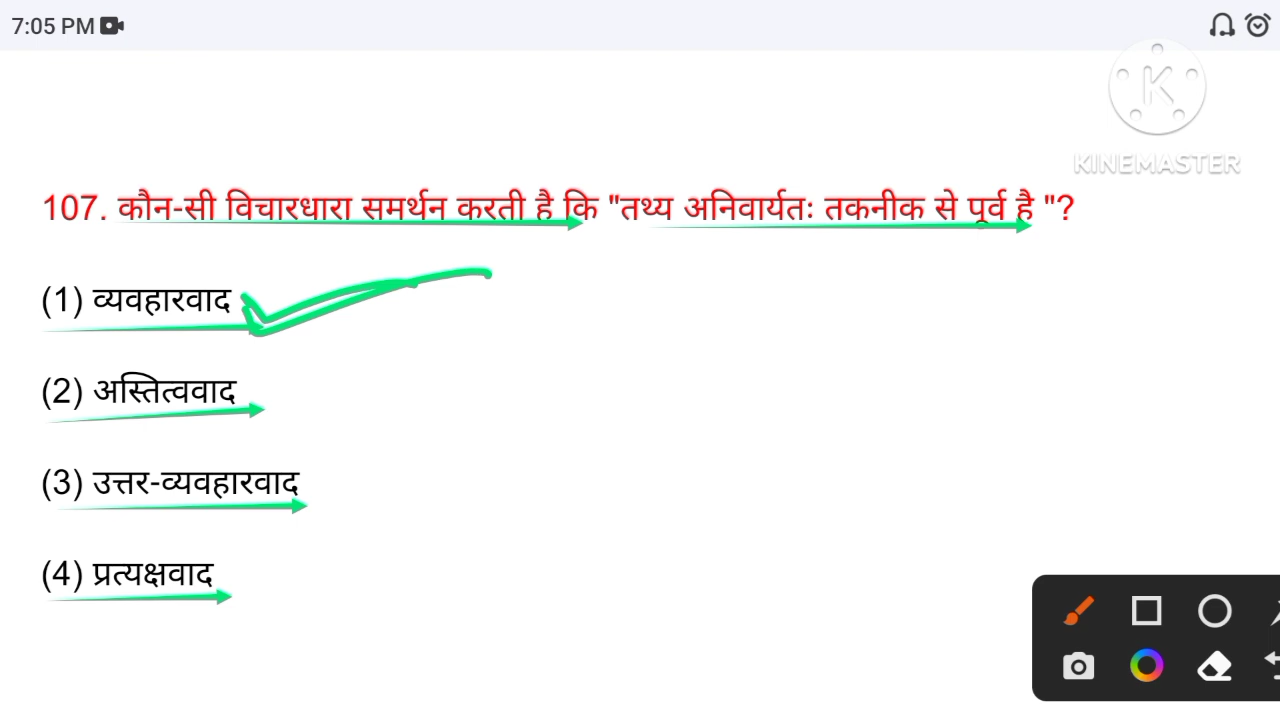 7:05 PM
KINEMASTER
107. कौन-सी विचारधारा समर्थन करती है कि "तथ्य अनिवार्यतः तकनीक से पूर्व है "?
(1) व्यवहारवाद
(2) अस्तित्ववाद
(3) उत्तर-व्यवहारवाद
(4) प्रत्यक्षवाद